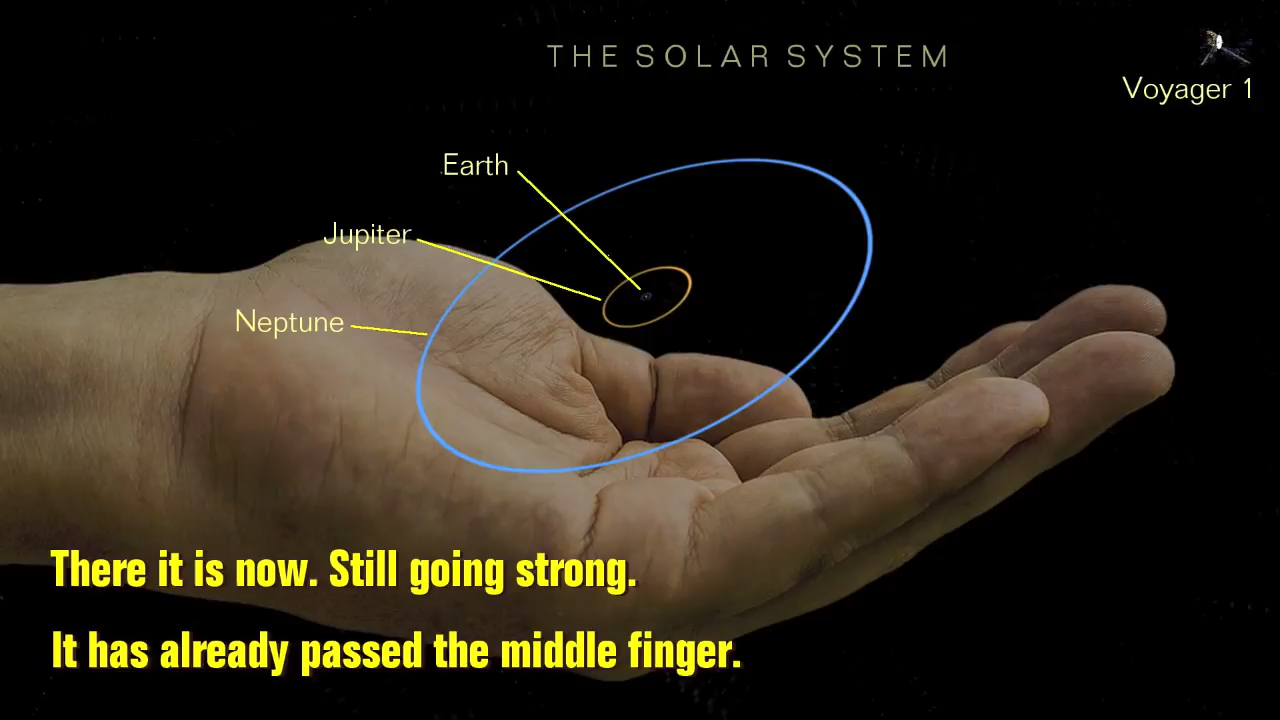 THE SOLAR SYSTEM
Voyager 1
Earth
Jupiter
Neptune
There it is now. Still going strong.
It has already passed the middle finger.